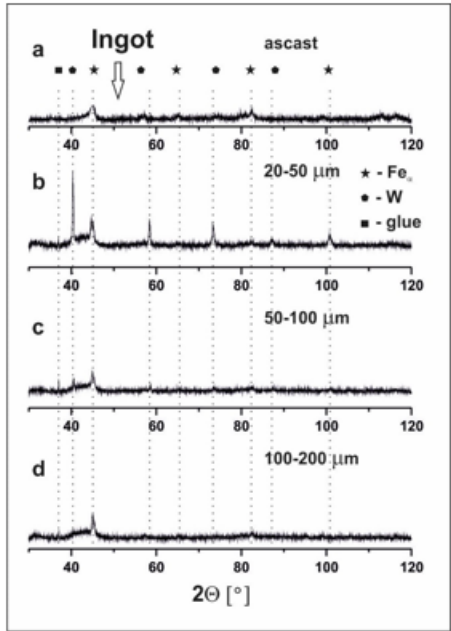 Ingot
a
ascast
40 60 80 100 120
b
20-50 μm
★ - Feα
⬟ - W
■ - glue
40 60 80 100 120
c
50-100 μm
40 60 80 100 120
d
100-200 μm
40 60 80 100 120
2Θ [°]